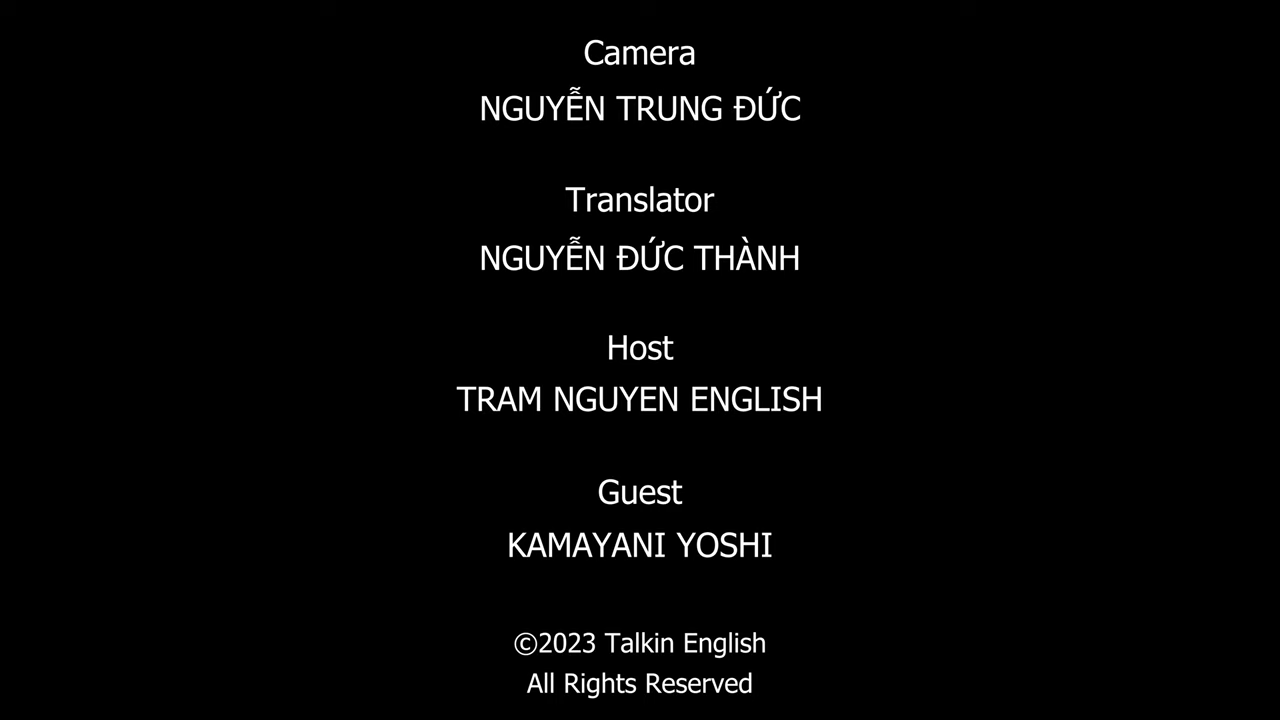 Camera
NGUYỄN TRUNG ĐỨC
Translator
NGUYỄN ĐỨC THÀNH
Host
TRAM NGUYEN ENGLISH
Guest
KAMAYANI YOSHI
©2023 Talkin English
All Rights Reserved